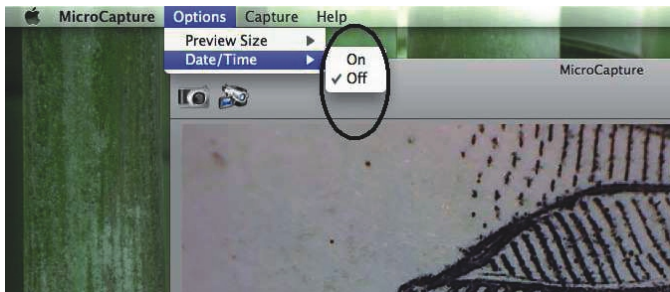 MicroCapture Options Capture Help
Preview Size
Date/Time
On
✓ Off
MicroCapture